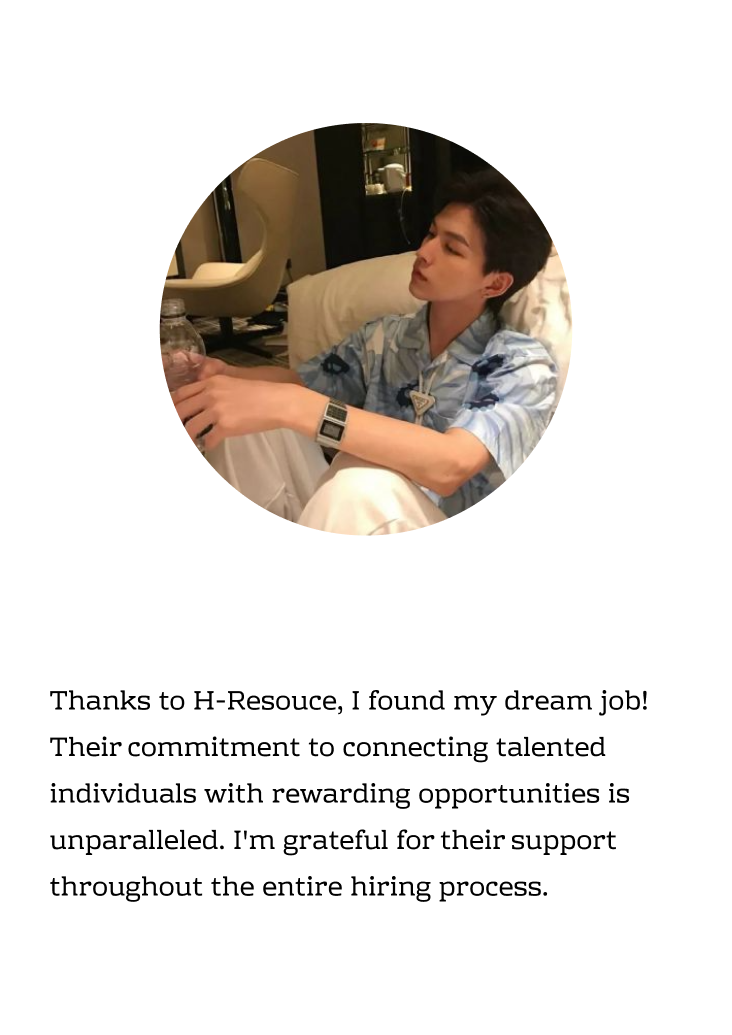 Thanks to H-Resouce, I found my dream job!
Their commitment to connecting talented
individuals with rewarding opportunities is
unparalleled. I'm grateful for their support
throughout the entire hiring process.